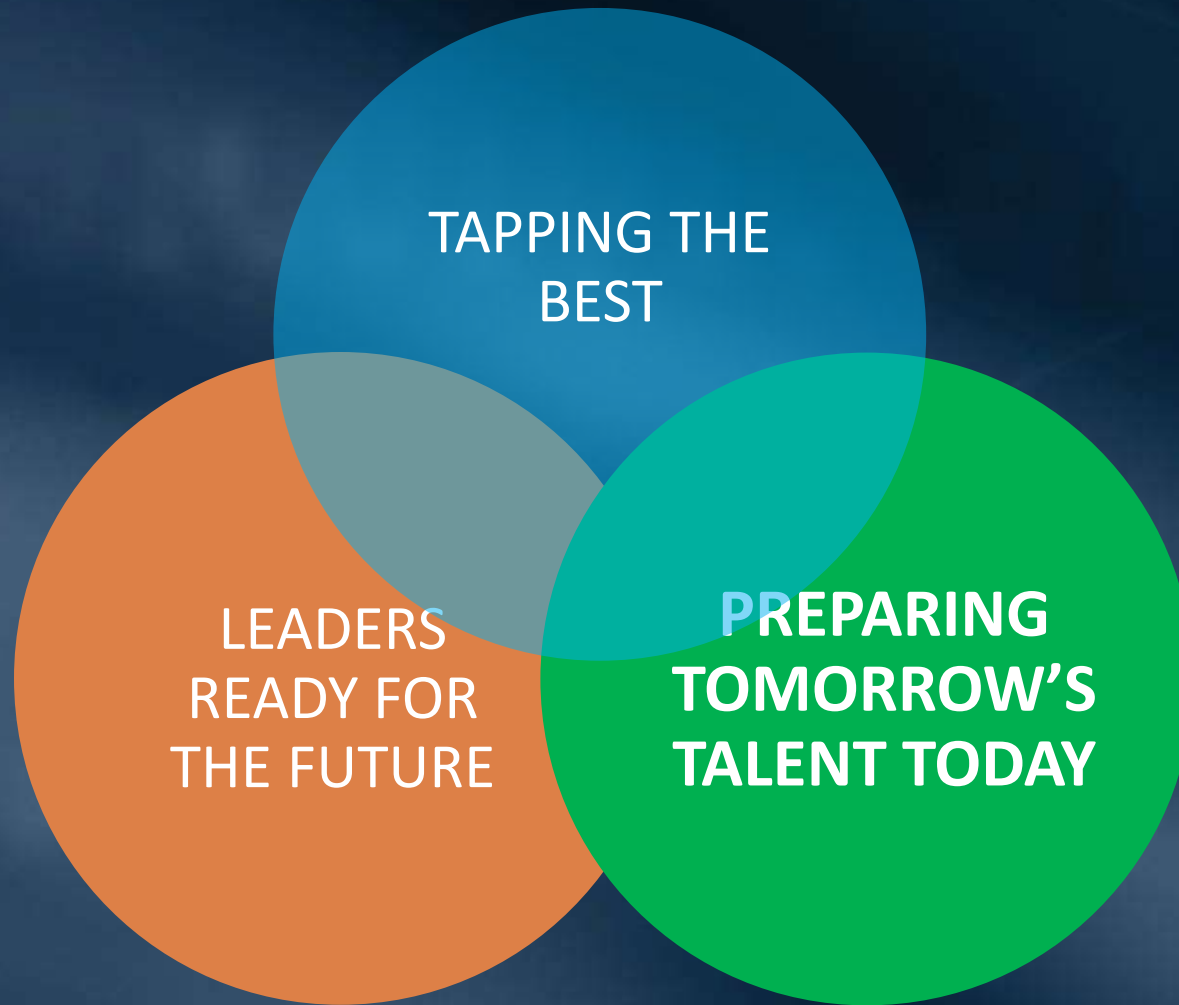 TAPPING THE
BEST
LEADERS
READY FOR
THE FUTURE
PREPARING
TOMORROW’S
TALENT TODAY